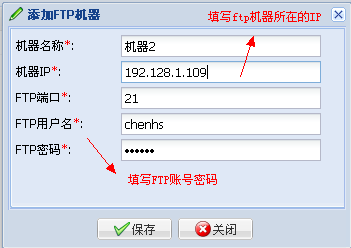 添加FTP机器
填写ftp机器所在的IP
机器名称*: 机器2
机器IP*: 192.128.1.109
FTP端口*: 21
FTP用户名*: chenhs
FTP密码*: ••••••
填写FTP账号密码
保存 关闭